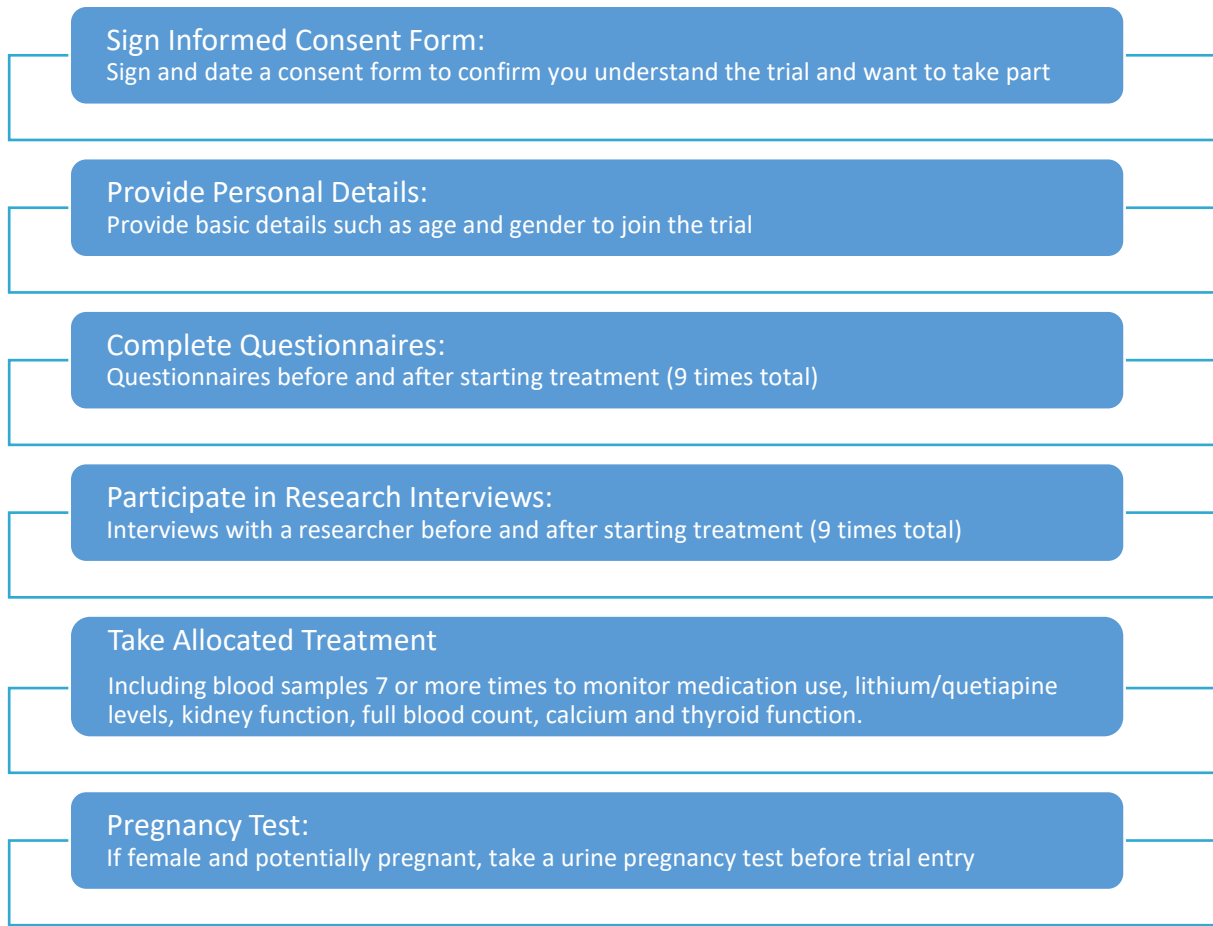 Sign Informed Consent Form:
Sign and date a consent form to confirm you understand the trial and want to take part
Provide Personal Details:
Provide basic details such as age and gender to join the trial
Complete Questionnaires:
Questionnaires before and after starting treatment (9 times total)
Participate in Research Interviews:
Interviews with a researcher before and after starting treatment (9 times total)
Take Allocated Treatment
Including blood samples 7 or more times to monitor medication use, lithium/quetiapine
levels, kidney function, full blood count, calcium and thyroid function.
Pregnancy Test:
If female and potentially pregnant, take a urine pregnancy test before trial entry